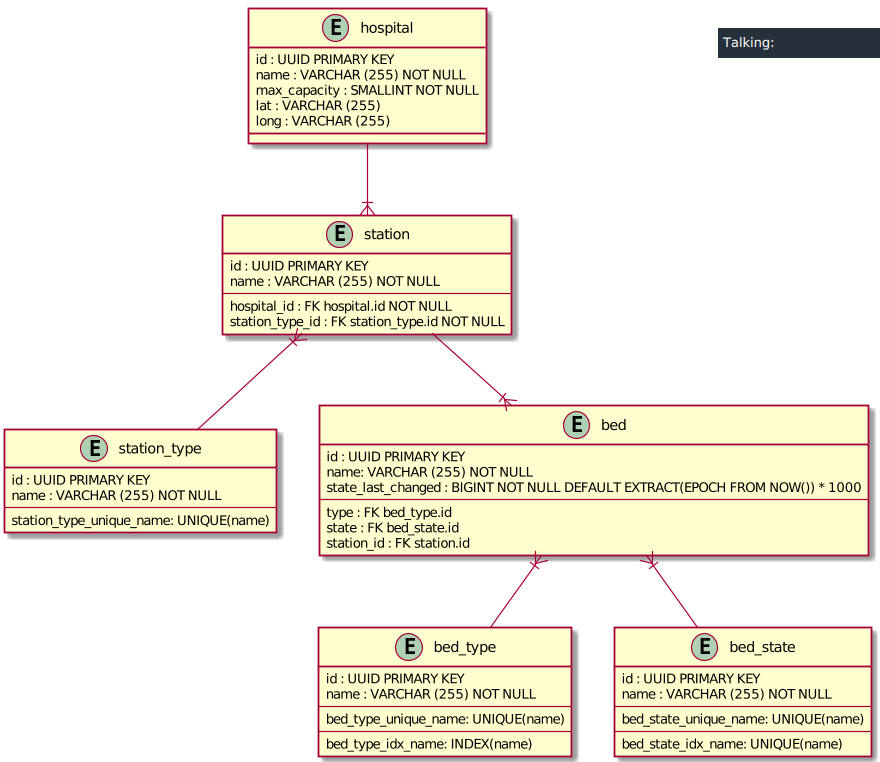 E hospital
id : UUID PRIMARY KEY
name : VARCHAR (255) NOT NULL
max_capacity : SMALLINT NOT NULL
lat : VARCHAR (255)
long : VARCHAR (255)
Talking:
E station
id : UUID PRIMARY KEY
name : VARCHAR (255) NOT NULL
hospital_id : FK hospital.id NOT NULL
station_type_id : FK station_type.id NOT NULL
E station_type
id : UUID PRIMARY KEY
name : VARCHAR (255) NOT NULL
station_type_unique_name: UNIQUE(name)
E bed
id : UUID PRIMARY KEY
name: VARCHAR (255) NOT NULL
state_last_changed : BIGINT NOT NULL DEFAULT EXTRACT(EPOCH FROM NOW()) * 1000
type : FK bed_type.id
state : FK bed_state.id
station_id : FK station.id
E bed_type
id : UUID PRIMARY KEY
name : VARCHAR (255) NOT NULL
bed_type_unique_name: UNIQUE(name)
bed_type_idx_name: INDEX(name)
E bed_state
id : UUID PRIMARY KEY
name : VARCHAR (255) NOT NULL
bed_state_unique_name: UNIQUE(name)
bed_state_idx_name: UNIQUE(name)